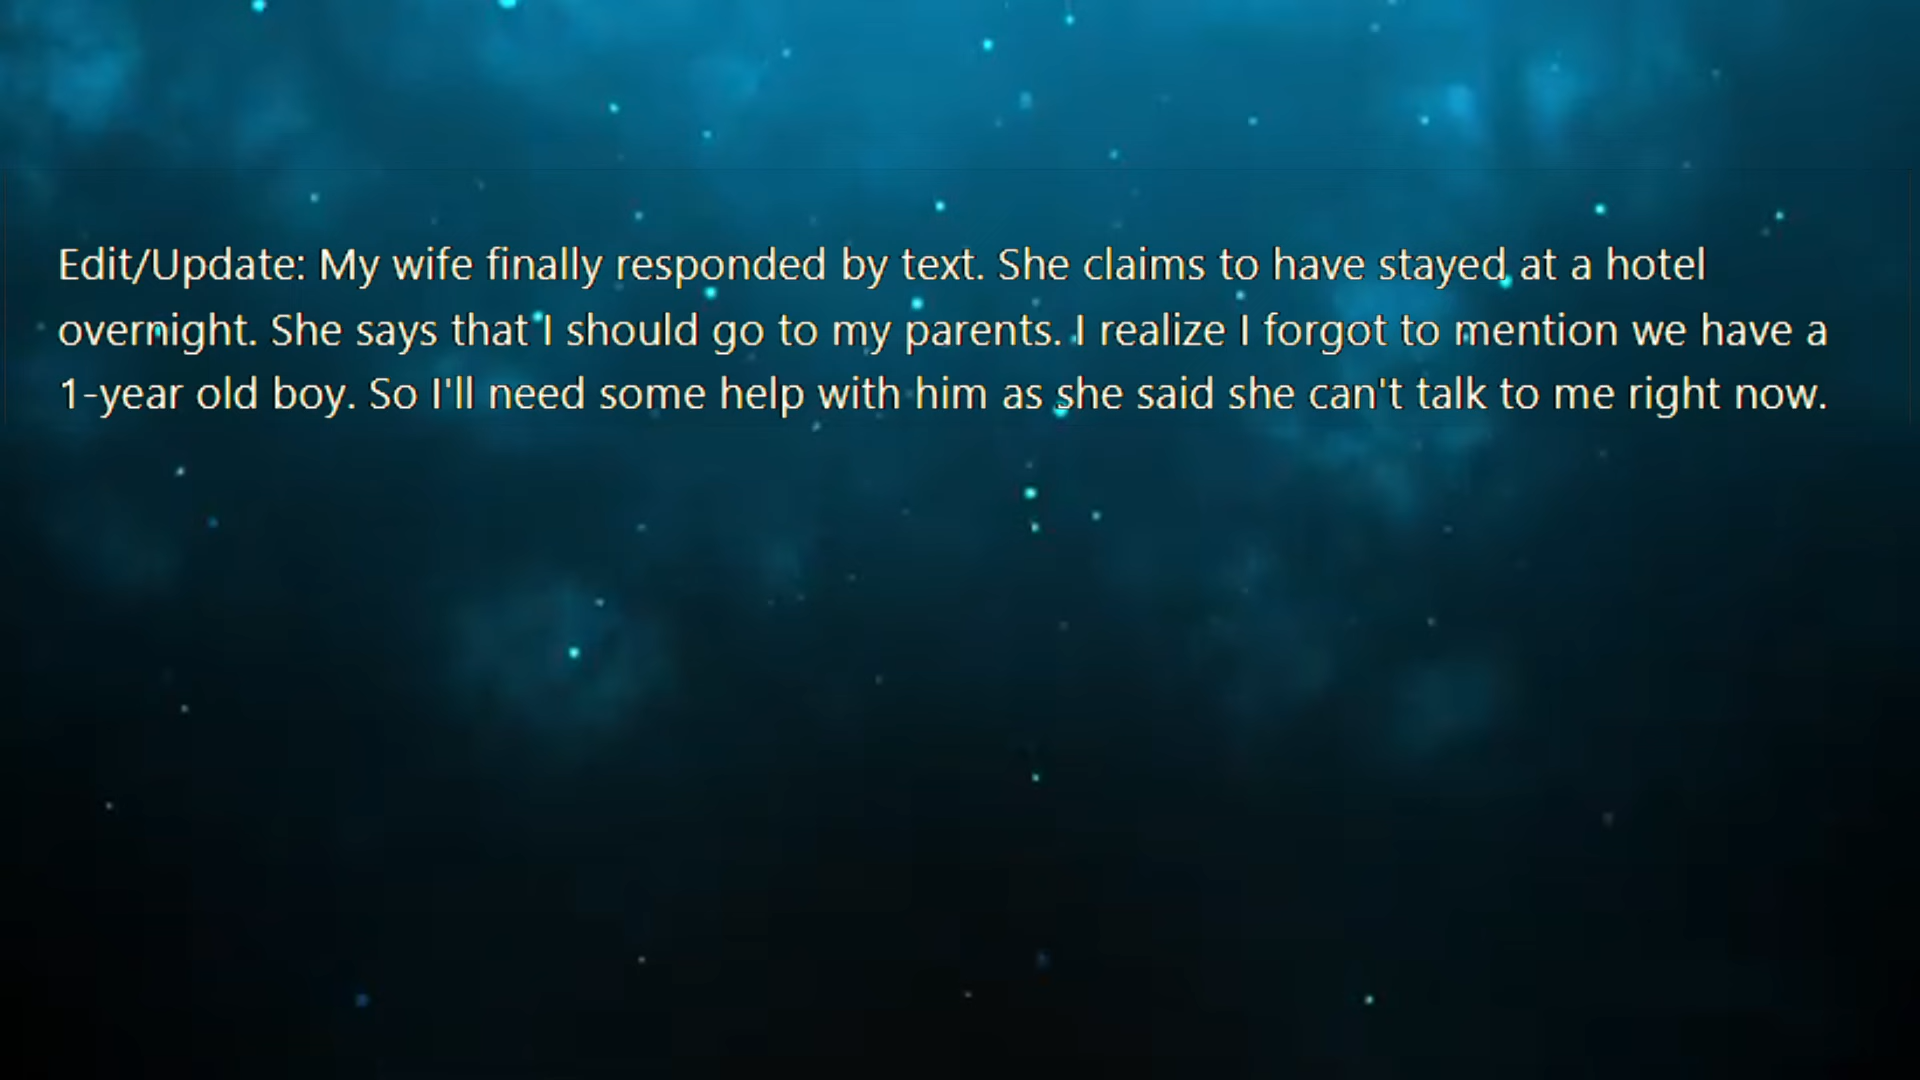 Edit/Update: My wife finally responded by text. She claims to have stayed at a hotel
overnight. She says that I should go to my parents. I realize I forgot to mention we have a
1-year old boy. So I'll need some help with him as she said she can't talk to me right now.